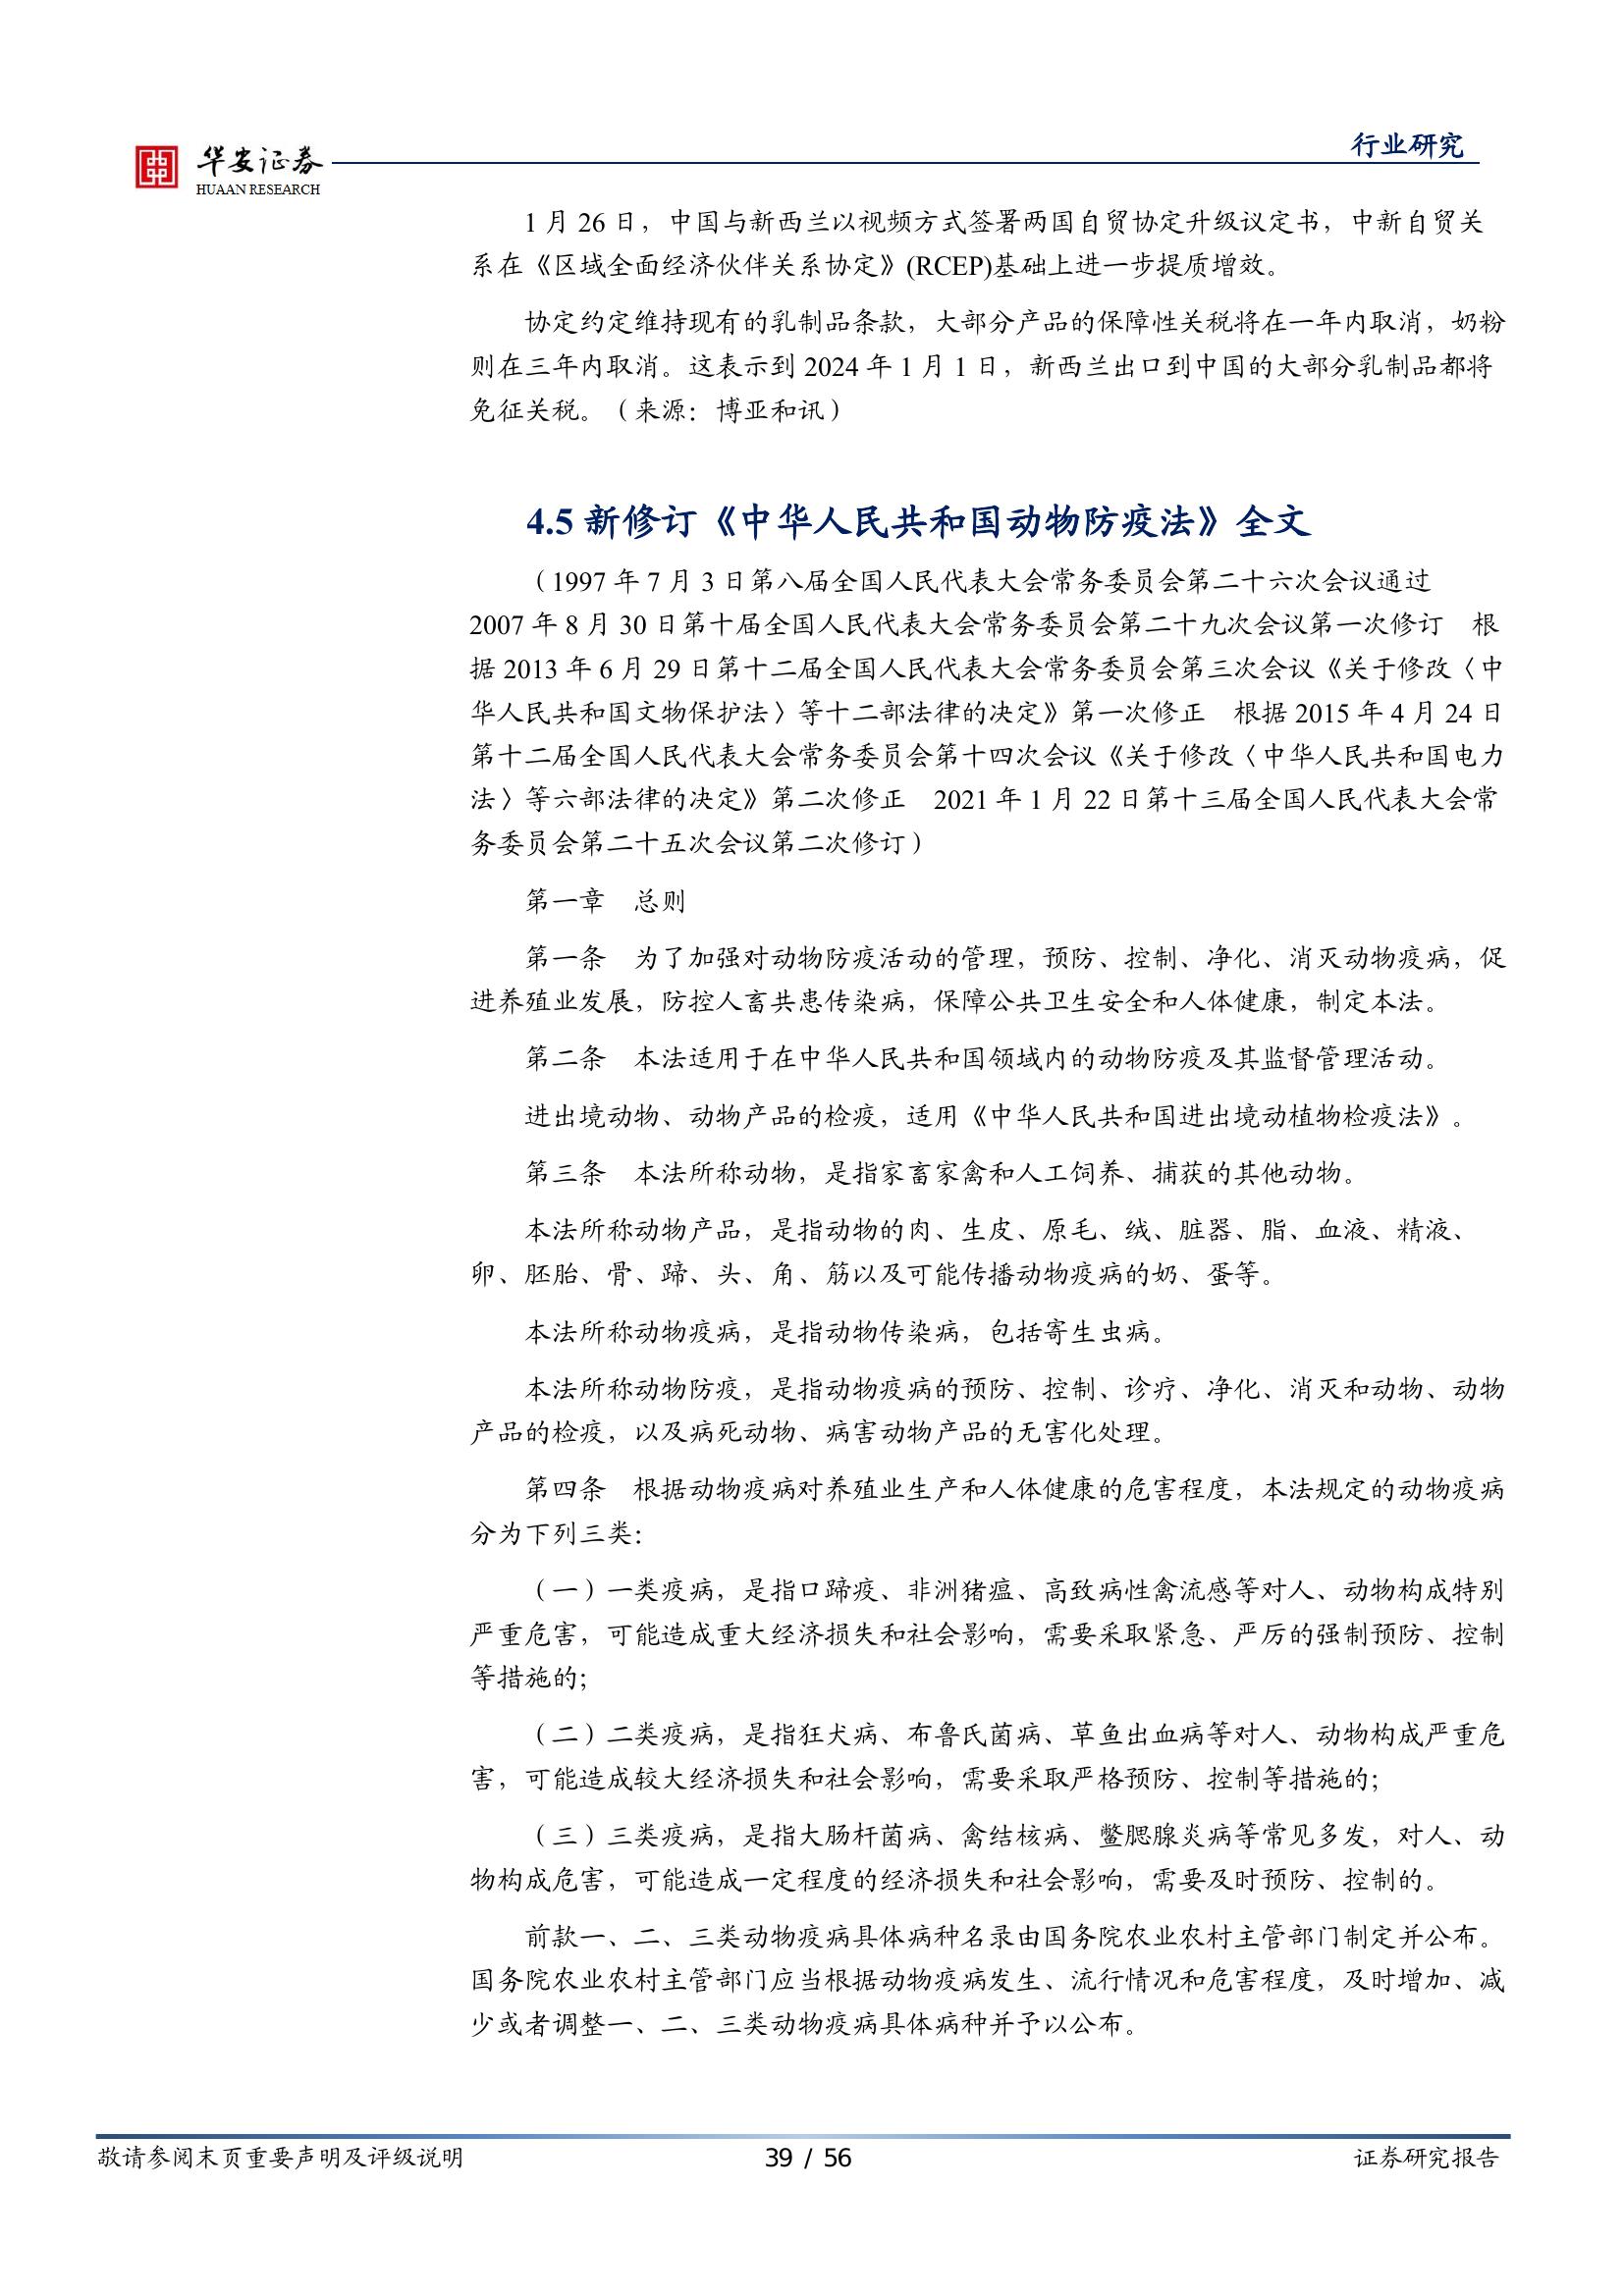 华安证券
HUAAN RESEARCH
行业研究
1 月 26 日，中国与新西兰以视频方式签署两国自贸协定升级议定书，中新自贸关
系在《区域全面经济伙伴关系协定》(RCEP)基础上进一步提质增效。
协定约定维持现有的乳制品条款，大部分产品的保障性关税将在一年内取消，奶粉
则在三年内取消。这表示到 2024 年 1 月 1 日，新西兰出口到中国的大部分乳制品都将
免征关税。（来源：博亚和讯）
4.5 新修订《中华人民共和国动物防疫法》全文
（1997 年 7 月 3 日第八届全国人民代表大会常务委员会第二十六次会议通过
2007 年 8 月 30 日第十届全国人民代表大会常务委员会第二十九次会议第一次修订　根
据 2013 年 6 月 29 日第十二届全国人民代表大会常务委员会第三次会议《关于修改〈中
华人民共和国文物保护法〉等十二部法律的决定》第一次修正　根据 2015 年 4 月 24 日
第十二届全国人民代表大会常务委员会第十四次会议《关于修改〈中华人民共和国电力
法〉等六部法律的决定》第二次修正　2021 年 1 月 22 日第十三届全国人民代表大会常
务委员会第二十五次会议第二次修订）
第一章　总则
第一条　为了加强对动物防疫活动的管理，预防、控制、净化、消灭动物疫病，促
进养殖业发展，防控人畜共患传染病，保障公共卫生安全和人体健康，制定本法。
第二条　本法适用于在中华人民共和国领域内的动物防疫及其监督管理活动。
进出境动物、动物产品的检疫，适用《中华人民共和国进出境动植物检疫法》。
第三条　本法所称动物，是指家畜家禽和人工饲养、捕获的其他动物。
本法所称动物产品，是指动物的肉、生皮、原毛、绒、脏器、脂、血液、精液、
卵、胚胎、骨、蹄、头、角、筋以及可能传播动物疫病的奶、蛋等。
本法所称动物疫病，是指动物传染病，包括寄生虫病。
本法所称动物防疫，是指动物疫病的预防、控制、诊疗、净化、消灭和动物、动物
产品的检疫，以及病死动物、病害动物产品的无害化处理。
第四条　根据动物疫病对养殖业生产和人体健康的危害程度，本法规定的动物疫病
分为下列三类：
（一）一类疫病，是指口蹄疫、非洲猪瘟、高致病性禽流感等对人、动物构成特别
严重危害，可能造成重大经济损失和社会影响，需要采取紧急、严厉的强制预防、控制
等措施的；
（二）二类疫病，是指狂犬病、布鲁氏菌病、草鱼出血病等对人、动物构成严重危
害，可能造成较大经济损失和社会影响，需要采取严格预防、控制等措施的；
（三）三类疫病，是指大肠杆菌病、禽结核病、鳖腮腺炎病等常见多发，对人、动
物构成危害，可能造成一定程度的经济损失和社会影响，需要及时预防、控制的。
前款一、二、三类动物疫病具体病种名录由国务院农业农村主管部门制定并公布。
国务院农业农村主管部门应当根据动物疫病发生、流行情况和危害程度，及时增加、减
少或者调整一、二、三类动物疫病具体病种并予以公布。
敬请参阅末页重要声明及评级说明
39 / 56
证券研究报告